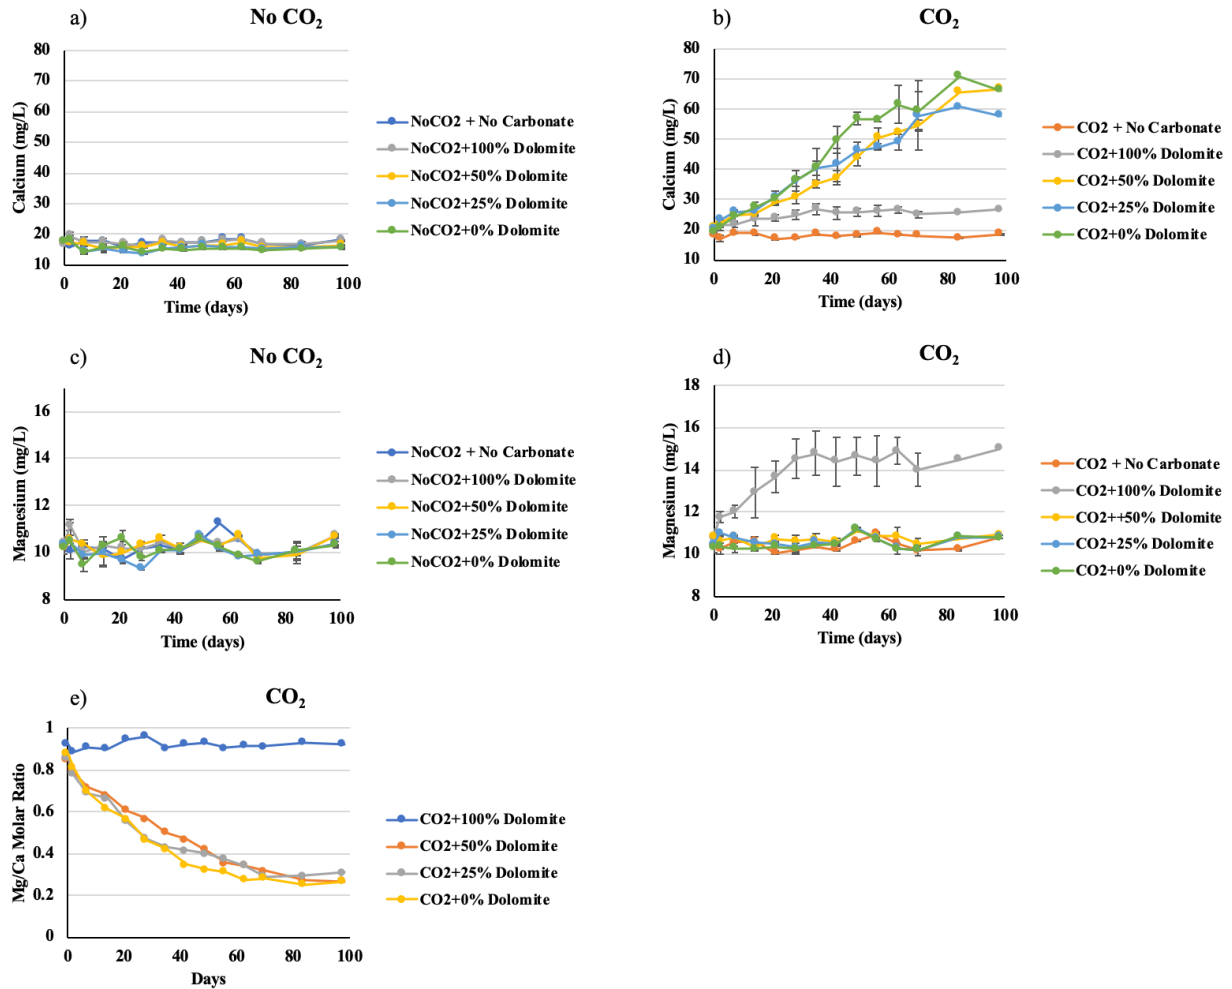 a) No CO2
80
70
60
50
40
30
20
10
Calcium (mg/L)
0 20 40 60 80 100
Time (days)
NoCO2 + No Carbonate
NoCO2+100% Dolomite
NoCO2+50% Dolomite
NoCO2+25% Dolomite
NoCO2+0% Dolomite
b) CO2
80
70
60
50
40
30
20
10
Calcium (mg/L)
0 20 40 60 80 100
Time (days)
CO2 + No Carbonate
CO2+100% Dolomite
CO2+50% Dolomite
CO2+25% Dolomite
CO2+0% Dolomite
c) No CO2
16
14
12
10
8
Magnesium (mg/L)
0 20 40 60 80 100
Time (days)
NoCO2 + No Carbonate
NoCO2+100% Dolomite
NoCO2+50% Dolomite
NoCO2+25% Dolomite
NoCO2+0% Dolomite
d) CO2
18
16
14
12
10
8
Magnesium (mg/L)
0 20 40 60 80 100
Time (days)
CO2 + No Carbonate
CO2+100% Dolomite
CO2++50% Dolomite
CO2+25% Dolomite
CO2+0% Dolomite
e) CO2
1
0.8
0.6
0.4
0.2
0
Mg/Ca Molar Ratio
0 20 40 60 80 100
Days
CO2+100% Dolomite
CO2+50% Dolomite
CO2+25% Dolomite
CO2+0% Dolomite